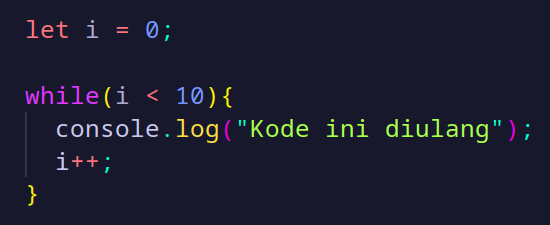 let i = 0;
while(i < 10){
console.log("Kode ini diulang");
i++;
}